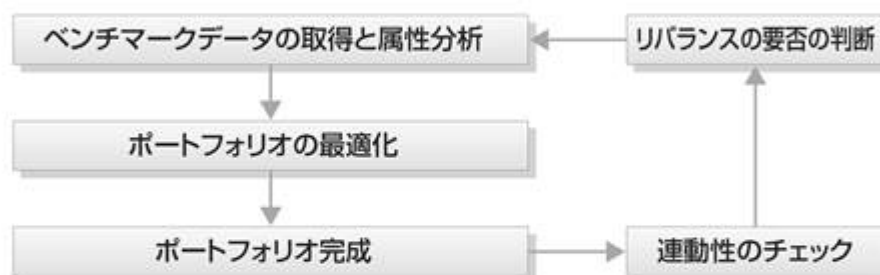 ベンチマークデータの取得と属性分析
リバランスの要否の判断
ポートフォリオの最適化
ポートフォリオ完成
連動性のチェック